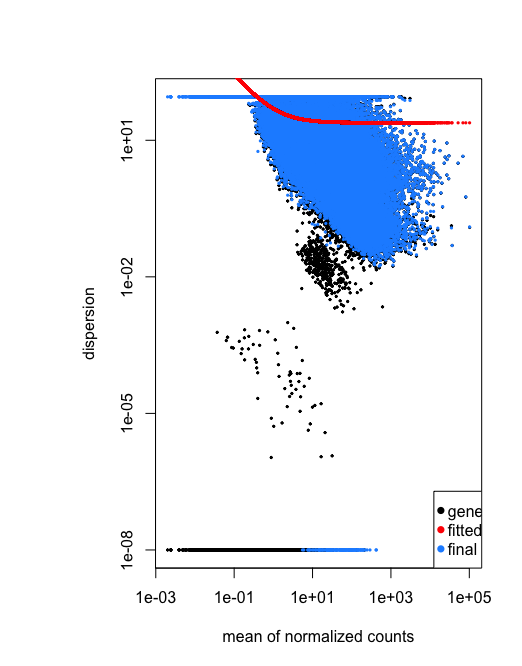 1e+01
1e-02
1e-05
1e-08
dispersion
gene
fitted
final
1e-03 1e-01 1e+01 1e+03 1e+05
mean of normalized counts